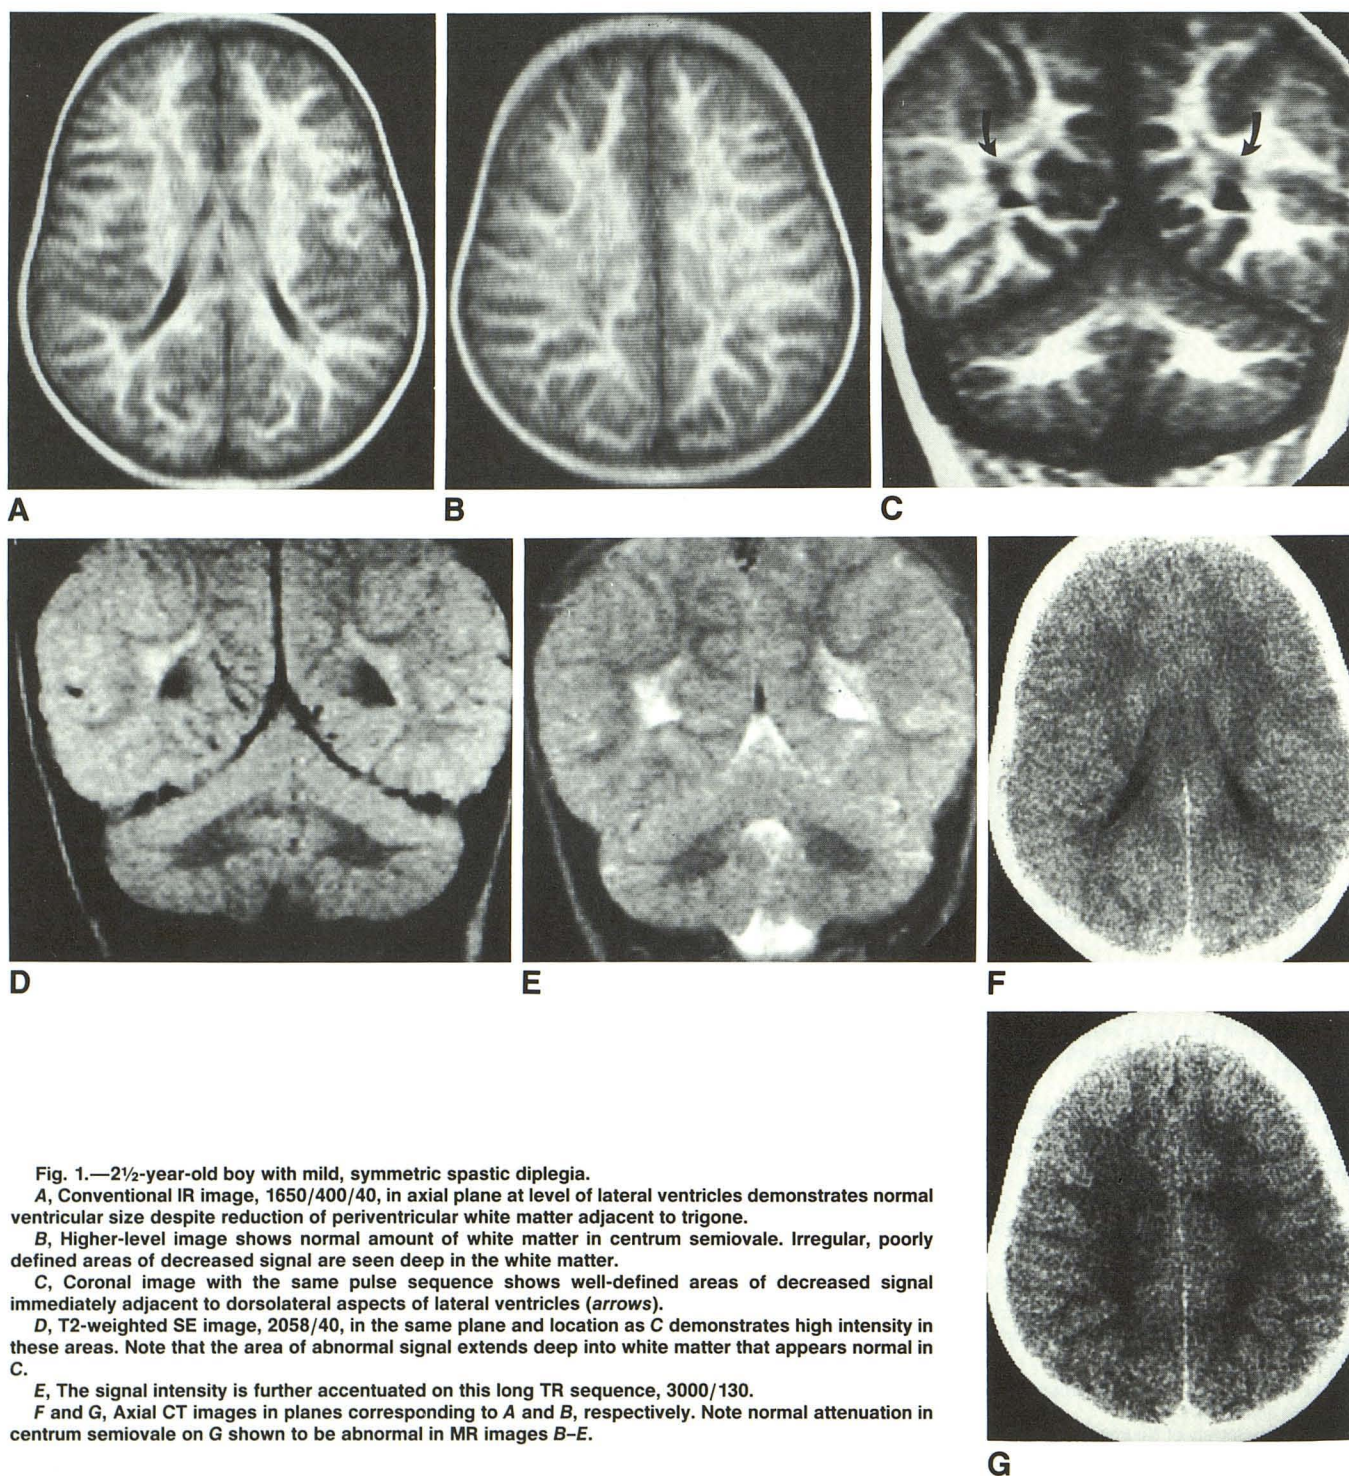 A
B
C
D
E
F
Fig. 1.—2½-year-old boy with mild, symmetric spastic diplegia.
A, Conventional IR image, 1650/400/40, in axial plane at level of lateral ventricles demonstrates normal
ventricular size despite reduction of periventricular white matter adjacent to trigone.
B, Higher-level image shows normal amount of white matter in centrum semiovale. Irregular, poorly
defined areas of decreased signal are seen deep in the white matter.
C, Coronal image with the same pulse sequence shows well-defined areas of decreased signal
immediately adjacent to dorsolateral aspects of lateral ventricles (arrows).
D, T2-weighted SE image, 2058/40, in the same plane and location as C demonstrates high intensity in
these areas. Note that the area of abnormal signal extends deep into white matter that appears normal in
C.
E, The signal intensity is further accentuated on this long TR sequence, 3000/130.
F and G, Axial CT images in planes corresponding to A and B, respectively. Note normal attenuation in
centrum semiovale on G shown to be abnormal in MR images B–E.
G